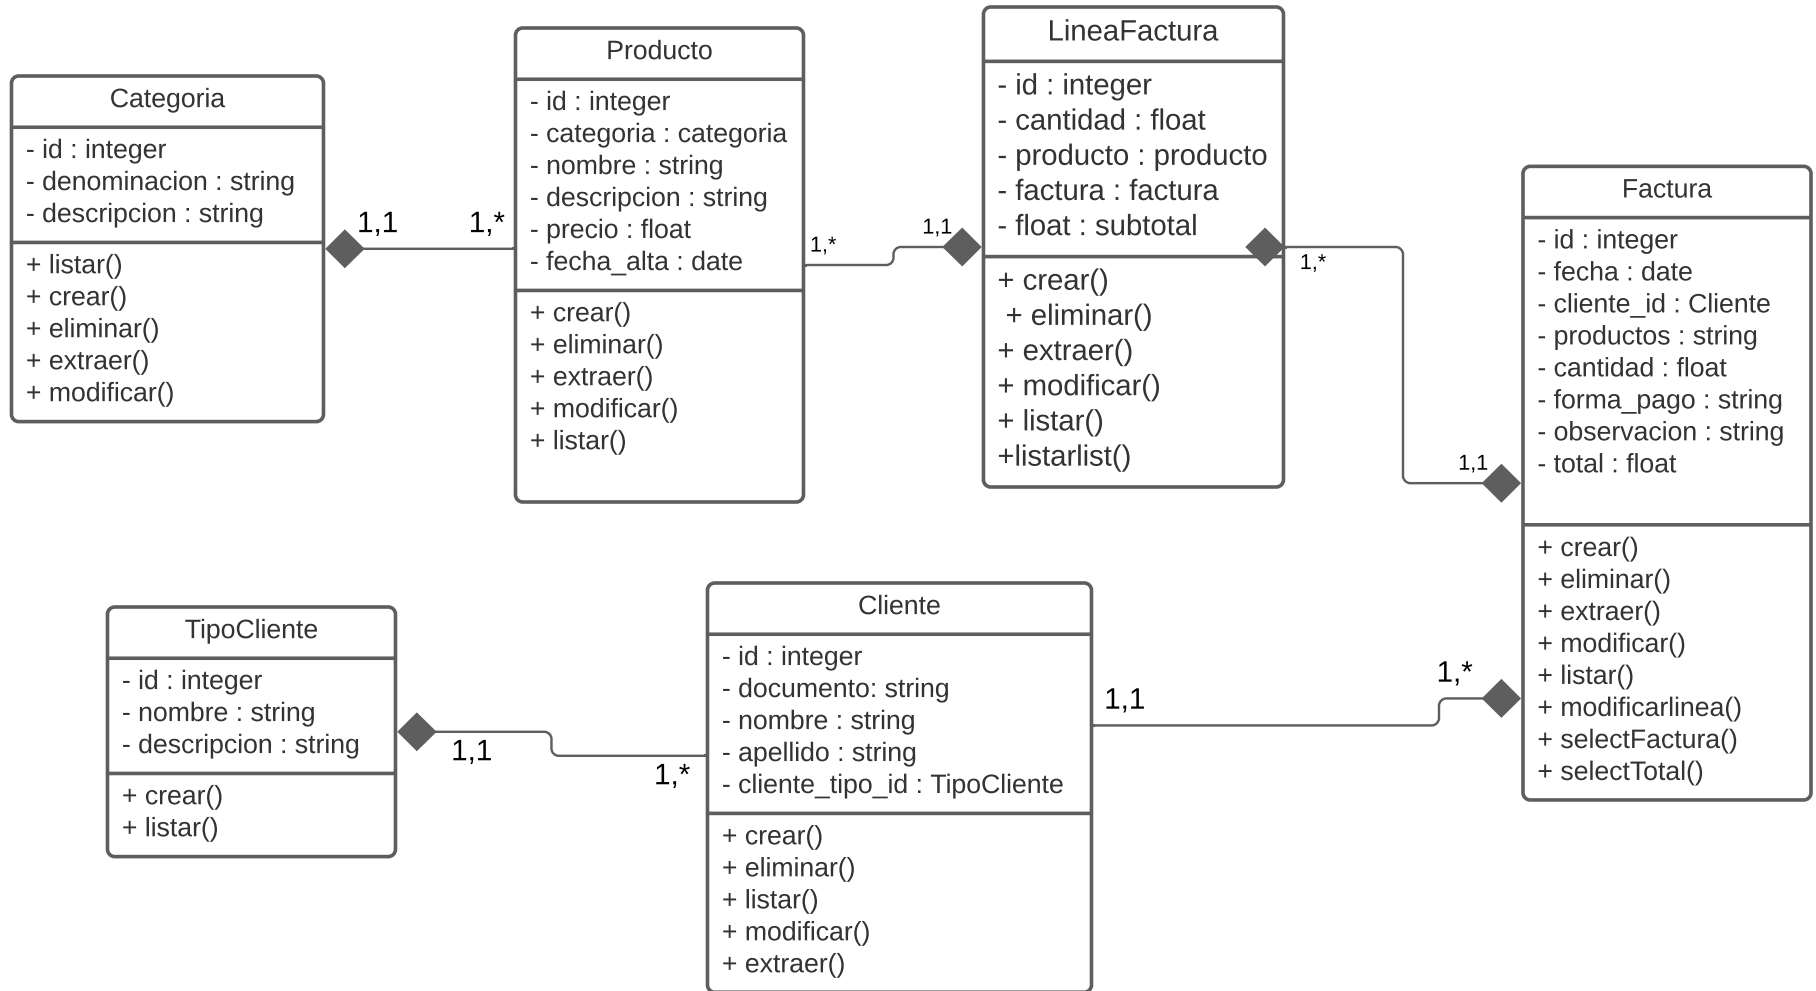 Categoria
- id : integer
- denominacion : string
- descripcion : string
+ listar()
+ crear()
+ eliminar()
+ extraer()
+ modificar()
1,1
1,*
Producto
- id : integer
- categoria : categoria
- nombre : string
- descripcion : string
- precio : float
- fecha_alta : date
+ crear()
+ eliminar()
+ extraer()
+ modificar()
+ listar()
1,*
1,1
LineaFactura
- id : integer
- cantidad : float
- producto : producto
- factura : factura
- float : subtotal
+ crear()
+ eliminar()
+ extraer()
+ modificar()
+ listar()
+listarlist()
1,*
1,1
Factura
- id : integer
- fecha : date
- cliente_id : Cliente
- productos : string
- cantidad : float
- forma_pago : string
- observacion : string
- total : float
+ crear()
+ eliminar()
+ extraer()
+ modificar()
+ listar()
+ modificarlinea()
+ selectFactura()
+ selectTotal()
TipoCliente
- id : integer
- nombre : string
- descripcion : string
+ crear()
+ listar()
1,1
1,*
Cliente
- id : integer
- documento: string
- nombre : string
- apellido : string
- cliente_tipo_id : TipoCliente
+ crear()
+ eliminar()
+ listar()
+ modificar()
+ extraer()
1,1
1,*